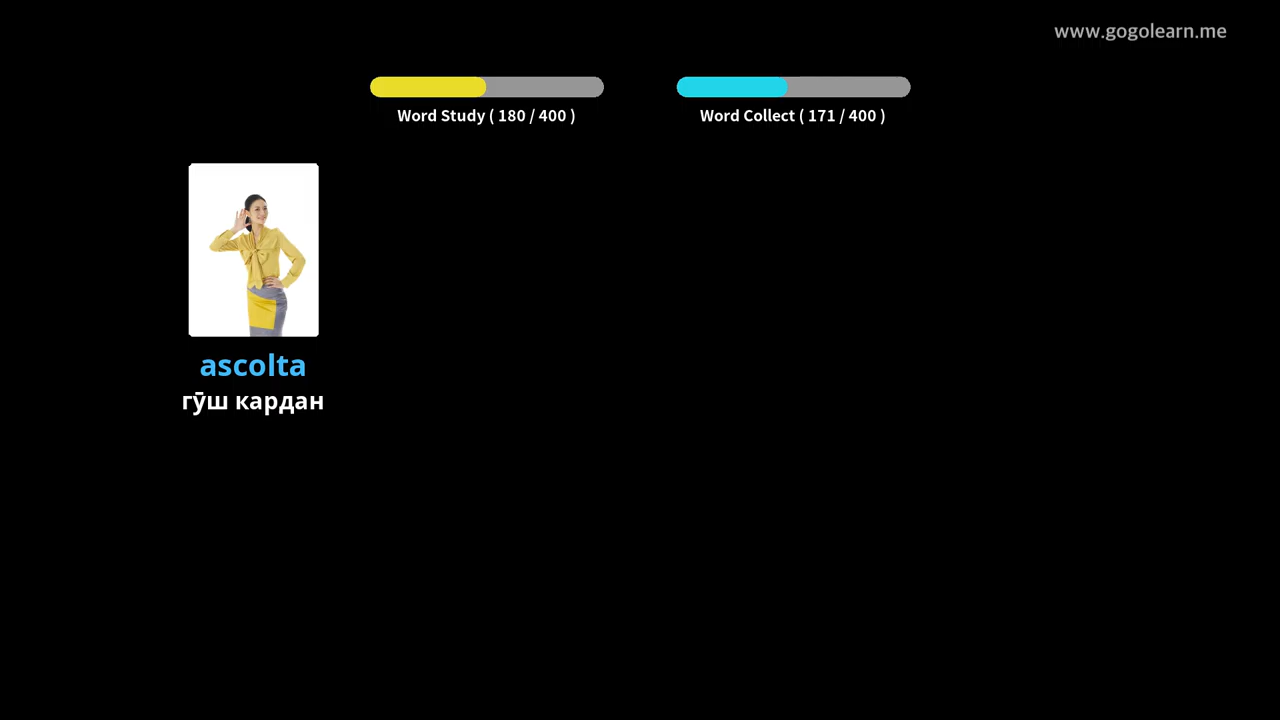 www.gogolearn.me
Word Study ( 180 / 400 )
Word Collect ( 171 / 400 )
ascolta
гӯш кардан